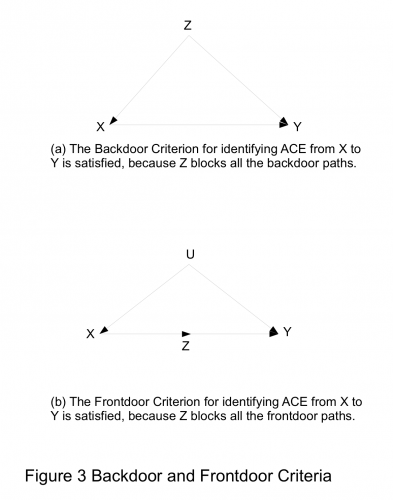 Z
X
Y
(a) The Backdoor Criterion for identifying ACE from X to
Y is satisfied, because Z blocks all the backdoor paths.
U
X
Y
Z
(b) The Frontdoor Criterion for identifying ACE from X to
Y is satisfied, because Z blocks all the frontdoor paths.
Figure 3 Backdoor and Frontdoor Criteria